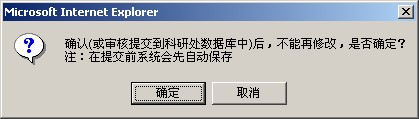 Microsoft Internet Explorer
确认(或审核提交到科研处数据库中)后，不能再修改，是否确定?
注：在提交前系统会先自动保存
确定
取消